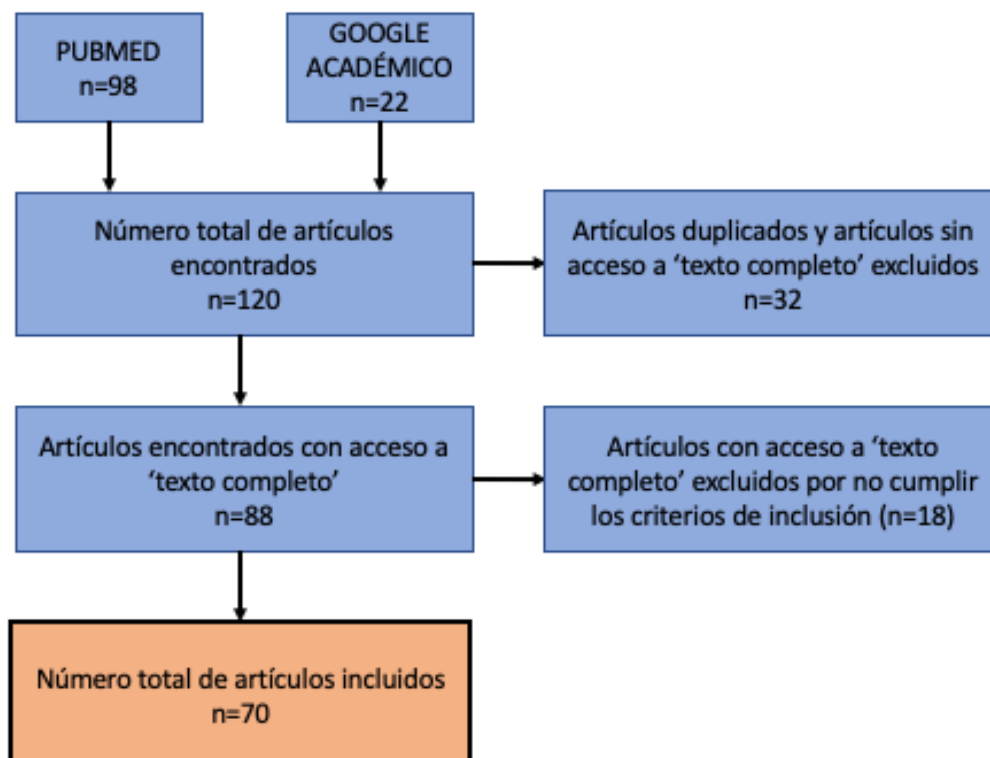 PUBMED
n=98
GOOGLE
ACADÉMICO
n=22
Número total de artículos
encontrados
n=120
Artículos duplicados y artículos sin
acceso a ‘texto completo’ excluidos
n=32
Artículos encontrados con acceso a
‘texto completo’
n=88
Artículos con acceso a ‘texto
completo’ excluidos por no cumplir
los criterios de inclusión (n=18)
Número total de artículos incluidos
n=70